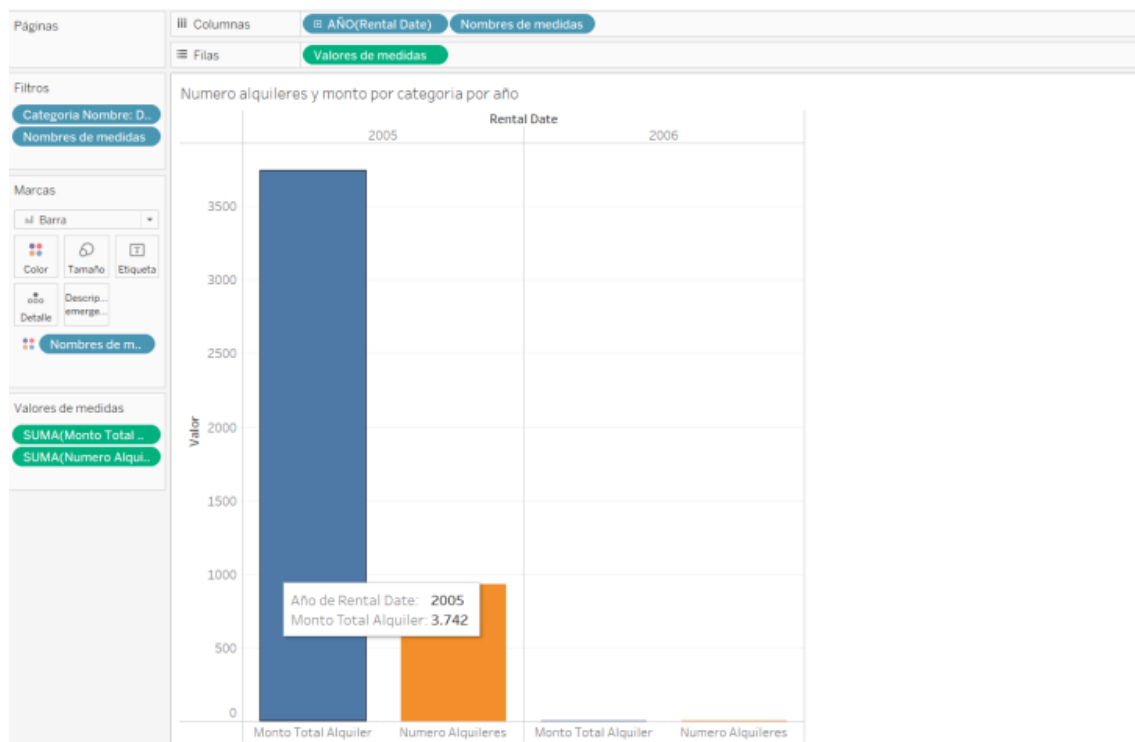 Páginas
Columnas
AÑO(Rental Date)
Nombres de medidas
Filas
Valores de medidas
Filtros
Categoria Nombre: D..
Nombres de medidas
Marcas
Barra
Color
Tamaño
Etiqueta
Detalle
Descrip...
emerge...
Nombres de m..
Valores de medidas
SUMA(Monto Total ..
SUMA(Numero Alqui..
Numero alquileres y monto por categoria por año
Rental Date
2005
2006
Valor
3500
3000
2500
2000
1500
1000
500
0
Año de Rental Date: 2005
Monto Total Alquiler: 3.742
Monto Total Alquiler
Numero Alquileres
Monto Total Alquiler
Numero Alquileres